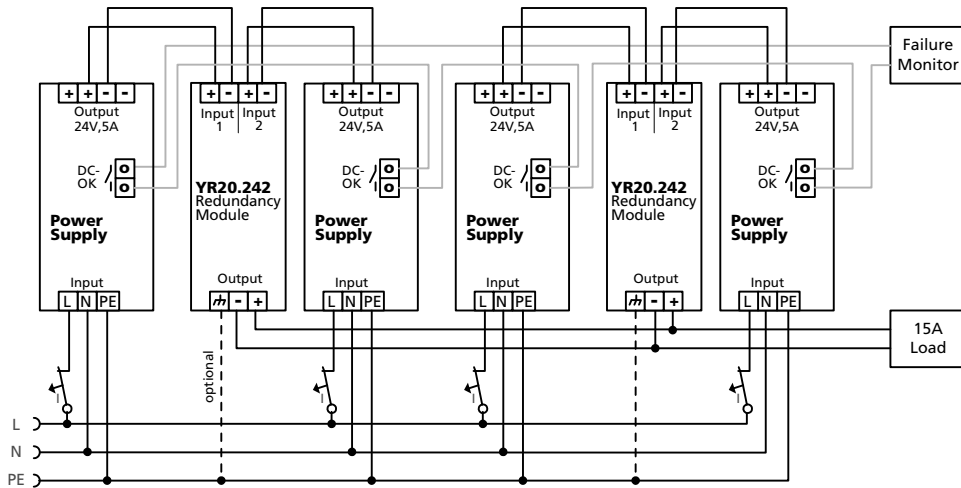 Failure
Monitor
+ + - -
Output
24V,5A
DC-
OK
Power
Supply
Input
L N PE
+ - + -
Input
1
Input
2
YR20.242
Redundancy
Module
Output
- +
optional
+ + - -
Output
24V,5A
DC-
OK
Power
Supply
Input
L N PE
+ + - -
Output
24V,5A
DC-
OK
Power
Supply
Input
L N PE
+ - + -
Input
1
Input
2
YR20.242
Redundancy
Module
Output
- +
+ + - -
Output
24V,5A
DC-
OK
Power
Supply
Input
L N PE
15A
Load
I
I
I
I
L
N
PE